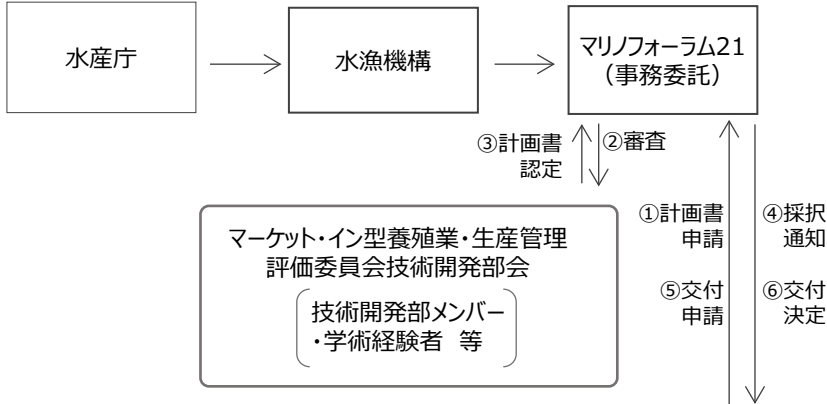 水産庁
水漁機構
マリノフォーラム21
（事務委託）
③計画書
認定
②審査
①計画書
申請
④採択
通知
マーケット・イン型養殖業・生産管理
評価委員会技術開発部会
技術開発部メンバー
・学術経験者 等
⑤交付
申請
⑥交付
決定